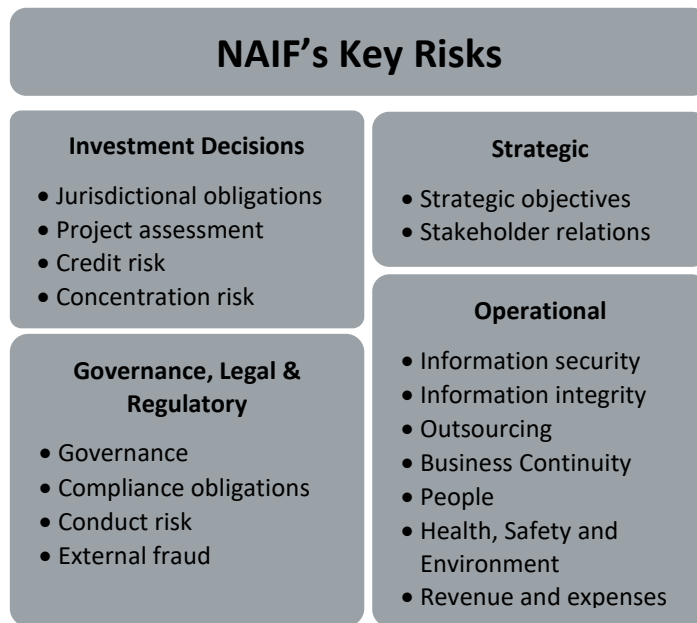 NAIF’s Key Risks
Investment Decisions
• Jurisdictional obligations
• Project assessment
• Credit risk
• Concentration risk
Strategic
• Strategic objectives
• Stakeholder relations
Governance, Legal &
Regulatory
• Governance
• Compliance obligations
• Conduct risk
• External fraud
Operational
• Information security
• Information integrity
• Outsourcing
• Business Continuity
• People
• Health, Safety and
Environment
• Revenue and expenses